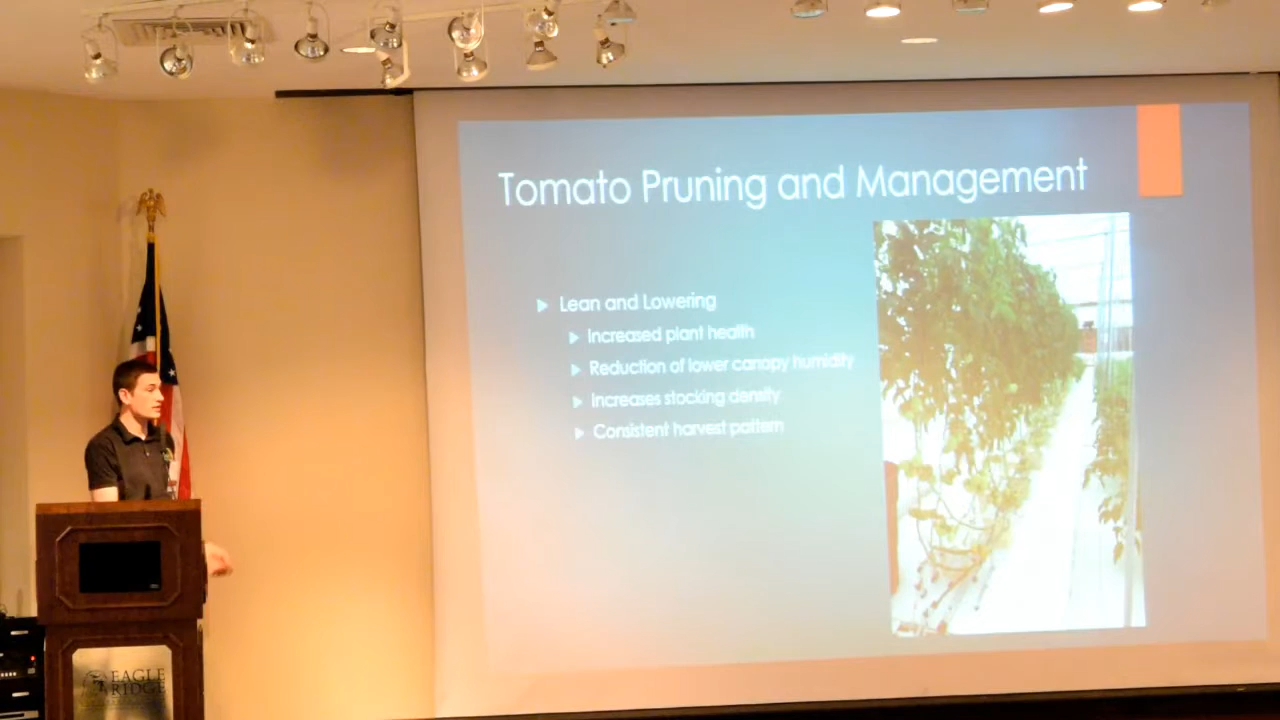 Tomato Pruning and Management
Lean and Lowering
Increased plant health
Reduction of lower canopy humidity
Increases stocking density
Consistent harvest pattern
EAGLE
RIDGE